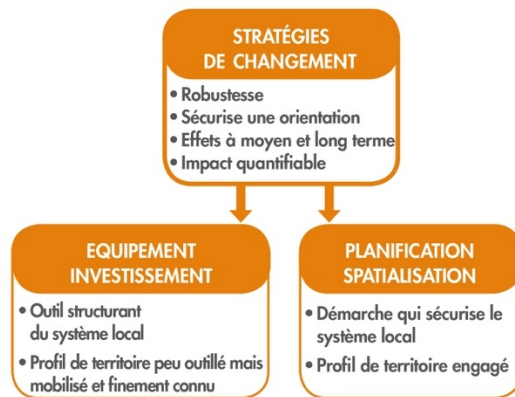 STRATÉGIES
DE CHANGEMENT
• Robustesse
• Sécurise une orientation
• Effets à moyen et long terme
• Impact quantifiable
EQUIPEMENT
INVESTISSEMENT
• Outil structurant
du système local
• Profil de territoire peu outillé mais
mobilisé et finement connu
PLANIFICATION
SPATIALISATION
• Démarche qui sécurise le
système local
• Profil de territoire engagé